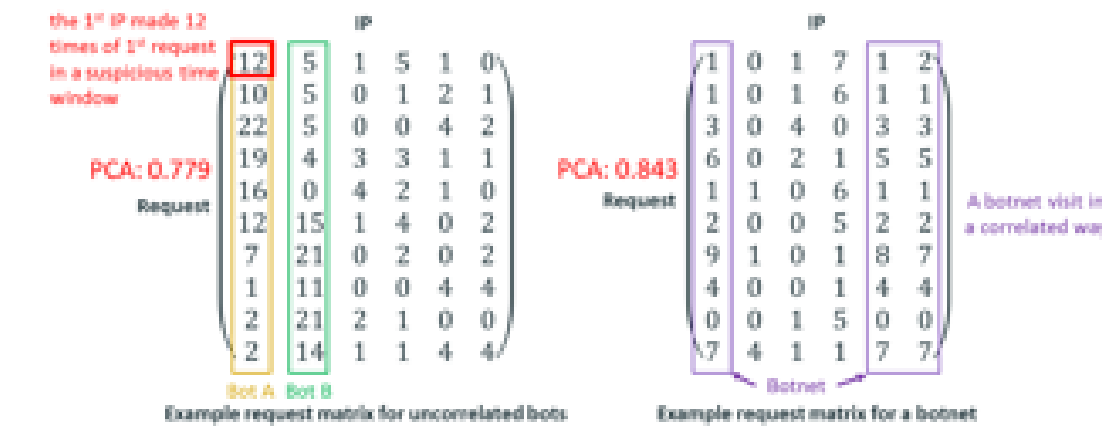 the 1st IP made 12
times of 1st request
in a suspicious time
window
IP
12 5 1 5 1 0
10 5 0 1 2 1
22 5 0 0 4 2
19 4 3 3 1 1
16 0 4 2 1 0
12 15 1 4 0 2
7 21 0 2 0 2
1 11 0 0 4 4
2 21 2 1 0 0
2 14 1 1 4 4
PCA: 0.779
Request
Bot A Bot B
Example request matrix for uncorrelated bots
IP
1 0 1 7 1 2
1 0 1 6 1 1
3 0 4 0 3 3
6 0 2 1 5 5
1 1 0 6 1 1
2 0 0 5 2 2
9 1 0 1 8 7
4 0 0 1 4 4
0 0 1 5 0 0
7 4 1 1 7 7
PCA: 0.843
Request
A botnet visit in
a correlated way
Botnet
Example request matrix for a botnet